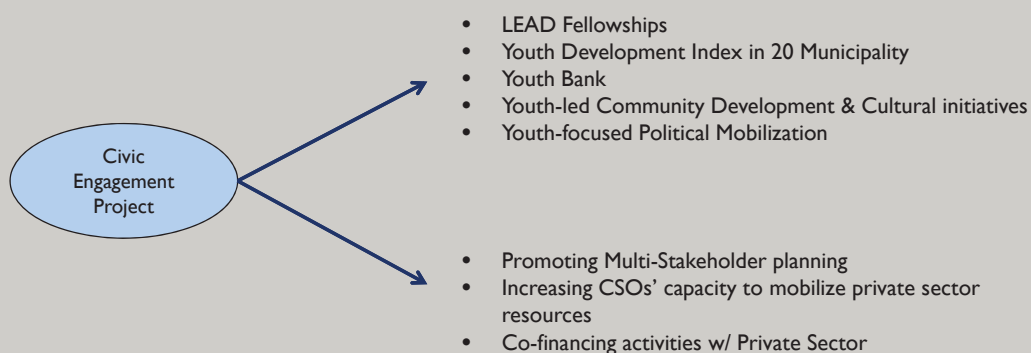 Civic
Engagement
Project
• LEAD Fellowships
• Youth Development Index in 20 Municipality
• Youth Bank
• Youth-led Community Development & Cultural initiatives
• Youth-focused Political Mobilization
• Promoting Multi-Stakeholder planning
• Increasing CSOs’ capacity to mobilize private sector
resources
• Co-financing activities w/ Private Sector